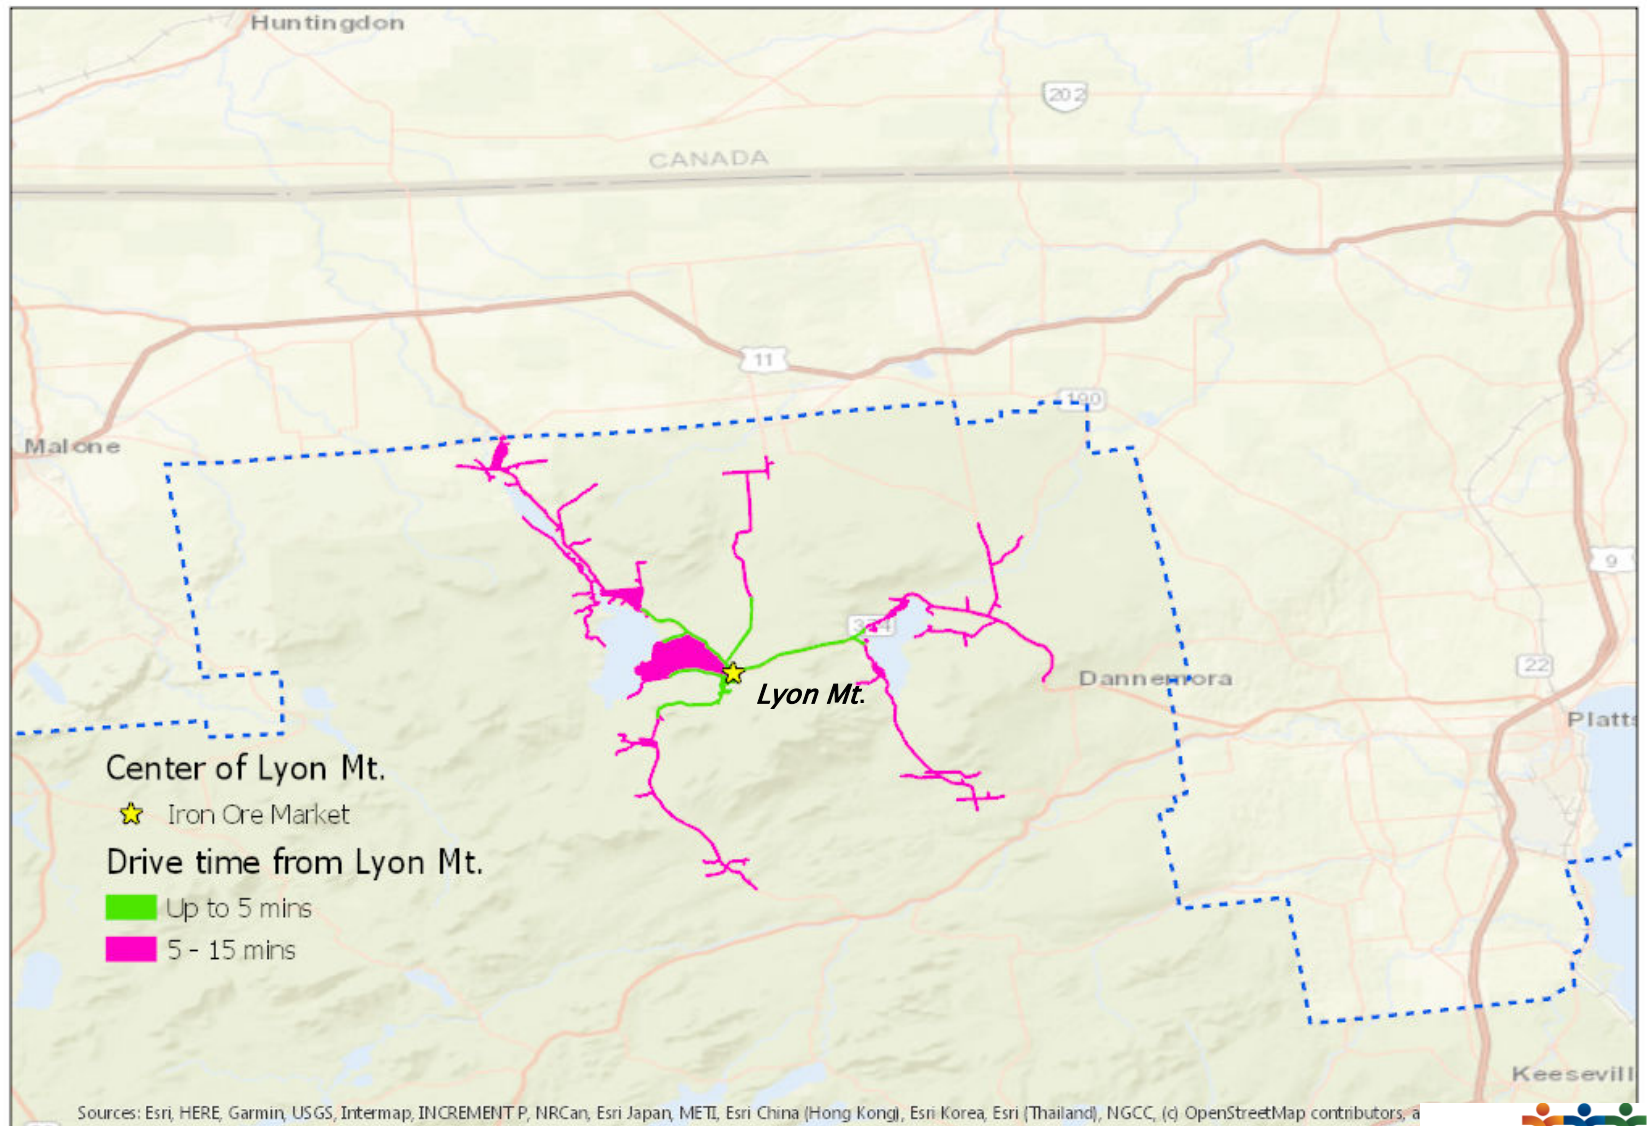 Huntingdon
202
CANADA
11
190
Malone
9
374
22
Dannemora
Lyon Mt.
Platts
Center of Lyon Mt.
Iron Ore Market
Drive time from Lyon Mt.
Up to 5 mins
5 - 15 mins
Keesevill
Sources: Esri, HERE, Garmin, USGS, Intermap, INCREMENT P, NRCan, Esri Japan, METI, Esri China (Hong Kong), Esri Korea, Esri (Thailand), NGCC, (c) OpenStreetMap contributors, a